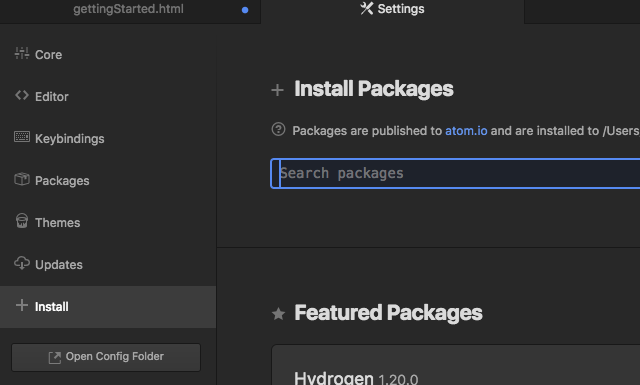 gettingStarted.html
Settings
Core
Editor
Keybindings
Packages
Themes
Updates
Install
Open Config Folder
Install Packages
Packages are published to atom.io and are installed to /Users
Search packages
Featured Packages
Hydrogen 1.20.0